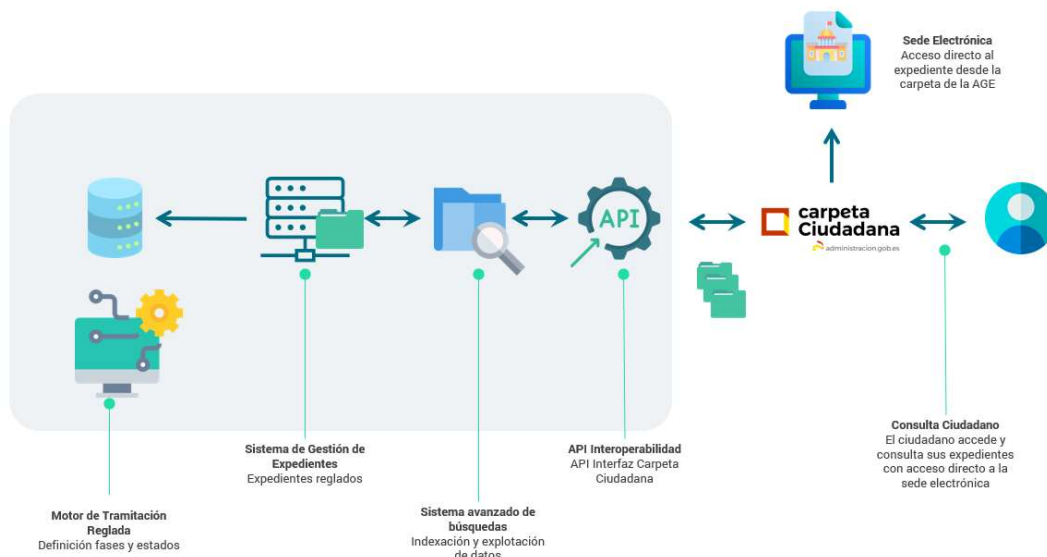 Sede Electrónica
Acceso directo al
expediente desde la
carpeta de la AGE
API
carpeta
Ciudadana
administracion.gob.es
Consulta Ciudadano
El ciudadano accede y
consulta sus expedientes
con acceso directo a la
sede electrónica
Sistema de Gestión de
Expedientes
Expedientes reglados
API Interoperabilidad
API Interfaz Carpeta
Ciudadana
Motor de Tramitación
Reglada
Definición fases y estados
Sistema avanzado de
búsquedas
Indexación y explotación
de datos